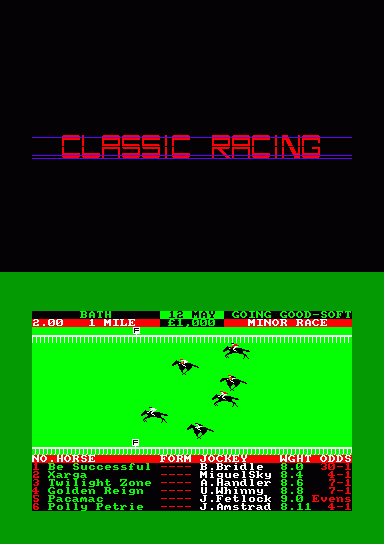 CLASSIC RACING
BATH 12 MAY GOING GOOD-SOFT
2.00 1 MILE £1,000 MINOR RACE
F
F
NO.HORSE FORM JOCKEY WGHT ODDS
1 Be Successful ---- B.Bridle 8.0 30-1
2 Xarga ---- MiguelSky 8.4 4-1
3 Twilight Zone ---- A.Handler 8.6 7-1
4 Golden Reign ---- U.Whinny 8.8 7-1
5 Pacamac ---- J.Fetlock 9.0 Evens
6 Polly Petrie ---- J.Amstrad 8.11 4-1